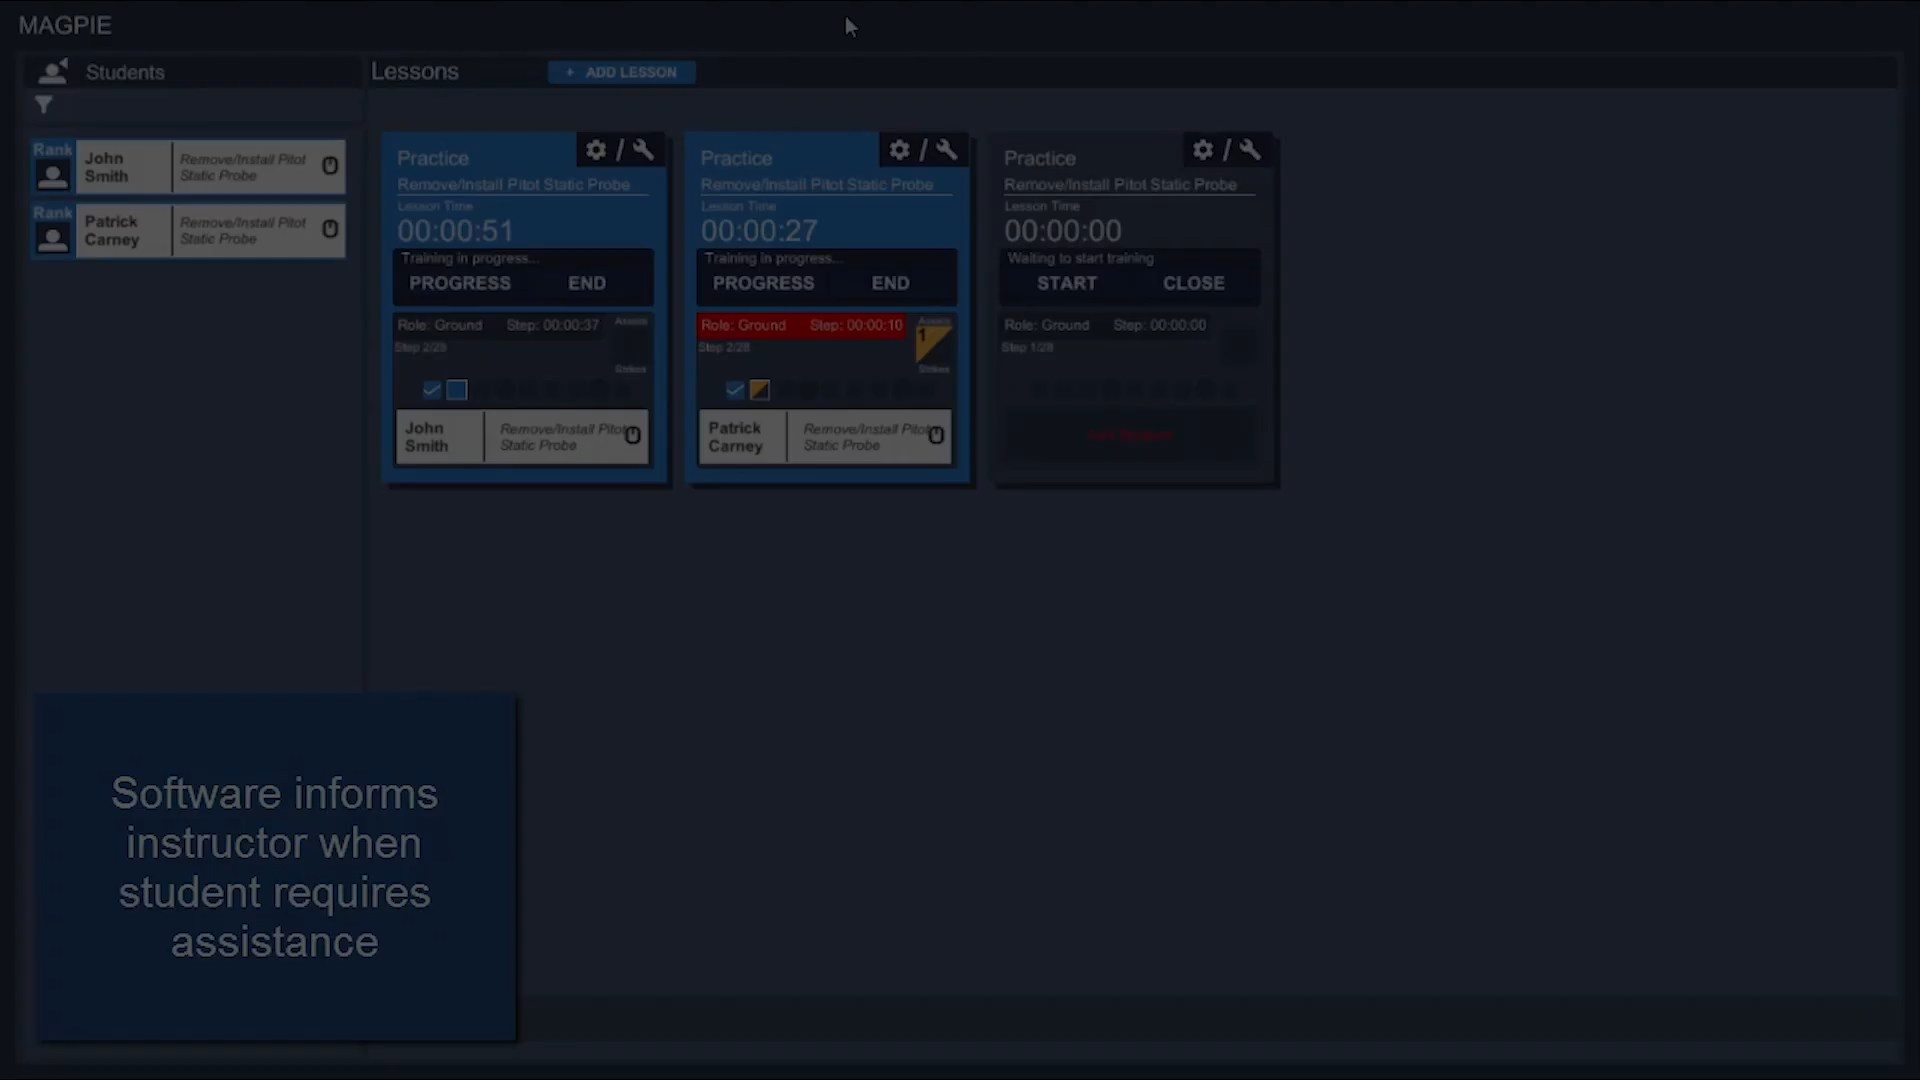 MAGPIE
Students
Lessons
+ ADD LESSON
Rank
John
Smith
Remove/Install Pitot
Static Probe
Rank
Patrick
Carney
Remove/Install Pitot
Static Probe
Practice
Remove/Install Pitot Static Probe
Lesson Time
00:00:51
Training in progress...
PROGRESS END
Role: Ground Step: 00:00:37
Assists
Step 2/28
Strikes
John
Smith
Remove/Install Pitot
Static Probe
Practice
Remove/Install Pitot Static Probe
Lesson Time
00:00:27
Training in progress...
PROGRESS END
Role: Ground Step: 00:00:10
Assists
1
Step 2/28
Strikes
Patrick
Carney
Remove/Install Pitot
Static Probe
Practice
Remove/Install Pitot Static Probe
Lesson Time
00:00:00
Waiting to start training
START CLOSE
Role: Ground Step: 00:00:00
Step 1/28
Software informs
instructor when
student requires
assistance